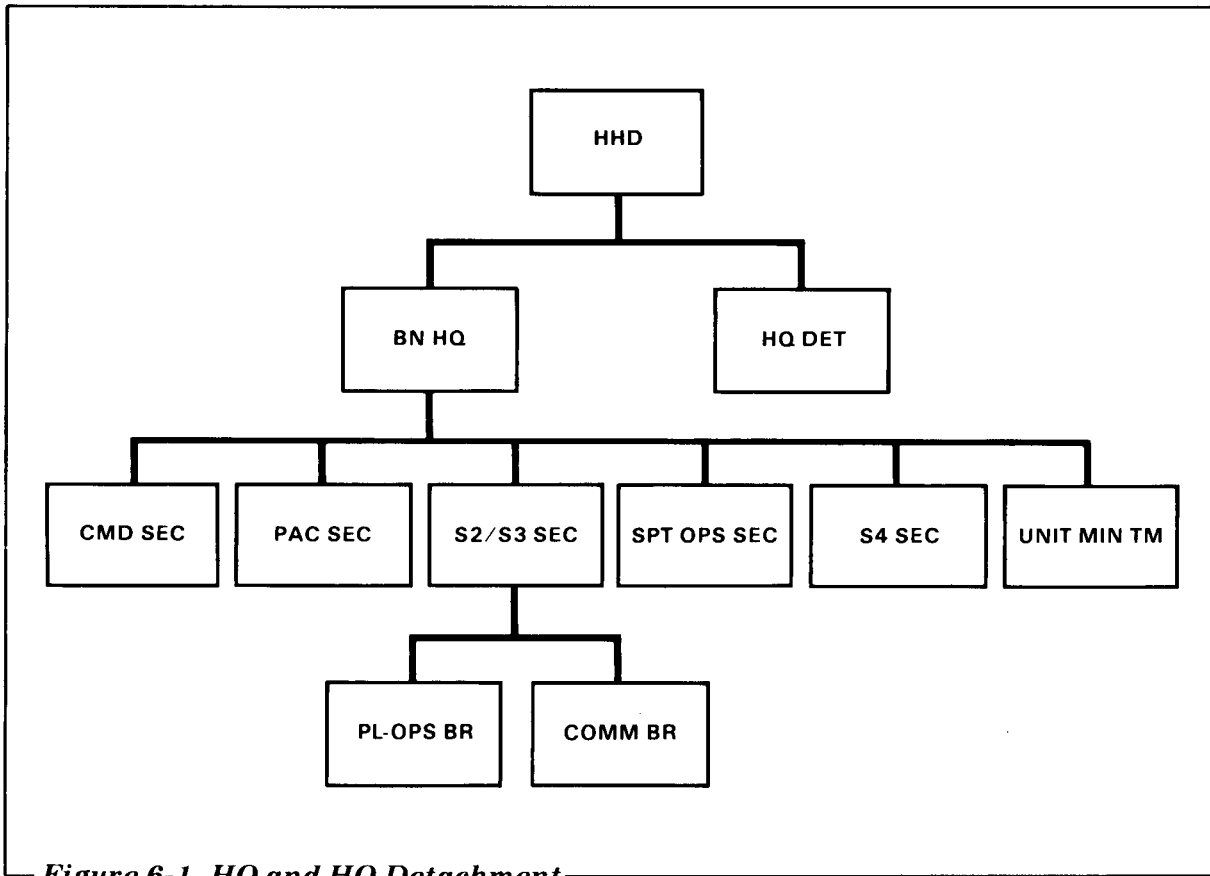 HHD
BN HQ
HQ DET
CMD SEC
PAC SEC
S2/S3 SEC
SPT OPS SEC
S4 SEC
UNIT MIN TM
PL-OPS BR
COMM BR
Figure 6-1. HQ and HQ Detachment